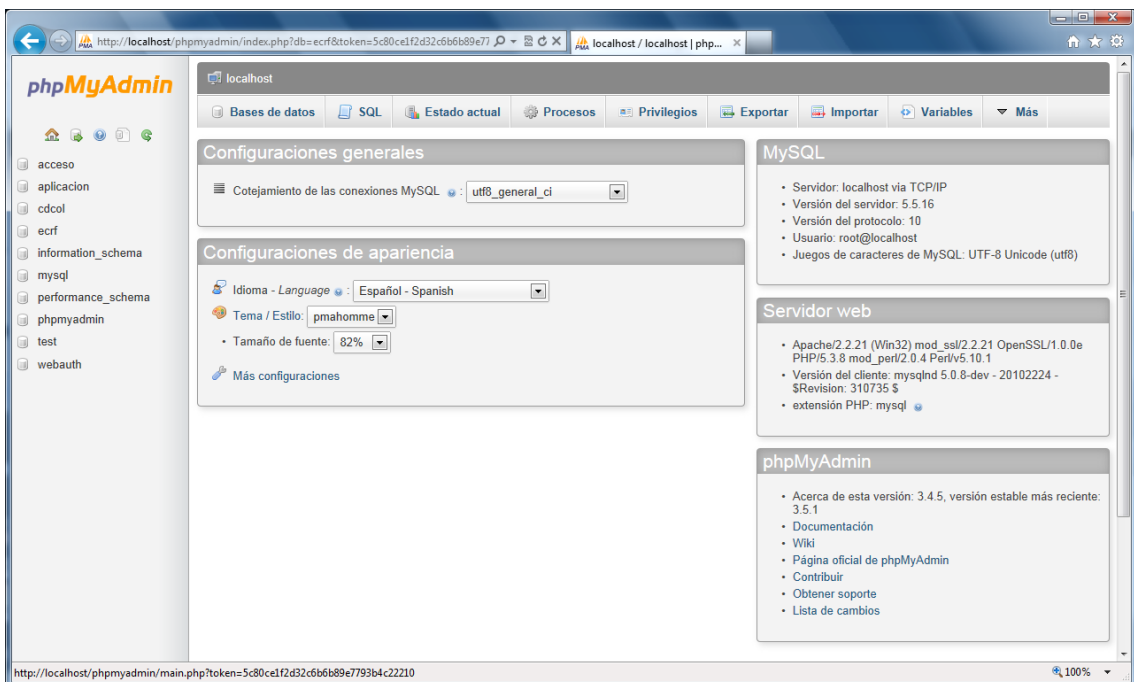 http://localhost/phpmyadmin/index.php?db=ecrf&token=5c80ce1f2d32c6b6b89e77
localhost / localhost | php...
phpMyAdmin
acceso
aplicacion
cdcol
ecrf
information_schema
mysql
performance_schema
phpmyadmin
test
webauth
localhost
Bases de datos
SQL
Estado actual
Procesos
Privilegios
Exportar
Importar
Variables
Más
Configuraciones generales
Cotejamiento de las conexiones MySQL : utf8_general_ci
Configuraciones de apariencia
Idioma - Language : Español - Spanish
Tema / Estilo: pmahomme
• Tamaño de fuente: 82%
Más configuraciones
MySQL
• Servidor: localhost via TCP/IP
• Versión del servidor: 5.5.16
• Versión del protocolo: 10
• Usuario: root@localhost
• Juegos de caracteres de MySQL: UTF-8 Unicode (utf8)
Servidor web
• Apache/2.2.21 (Win32) mod_ssl/2.2.21 OpenSSL/1.0.0e
PHP/5.3.8 mod_perl/2.0.4 Perl/v5.10.1
• Versión del cliente: mysqlnd 5.0.8-dev - 20102224 -
$Revision: 310735 $
• extensión PHP: mysql
phpMyAdmin
• Acerca de esta versión: 3.4.5, versión estable más reciente:
3.5.1
• Documentación
• Wiki
• Página oficial de phpMyAdmin
• Contribuir
• Obtener soporte
• Lista de cambios
http://localhost/phpmyadmin/main.php?token=5c80ce1f2d32c6b6b89e7793b4c22210
100%